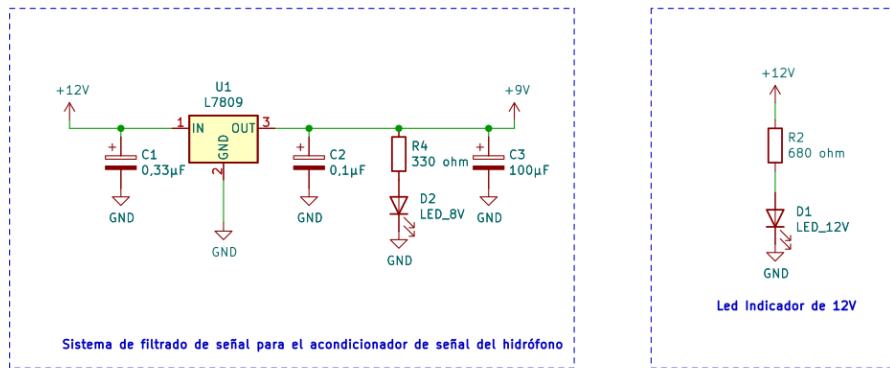 +12V
U1
L7809
+9V
1
IN
OUT
3
GND
2
+
C1
0,33µF
+
C2
0,1µF
R4
330 ohm
+
C3
100µF
D2
LED_8V
GND
GND
GND
GND
GND
Sistema de filtrado de señal para el acondicionador de señal del hidrófono
+12V
R2
680 ohm
D1
LED_12V
GND
Led Indicador de 12V